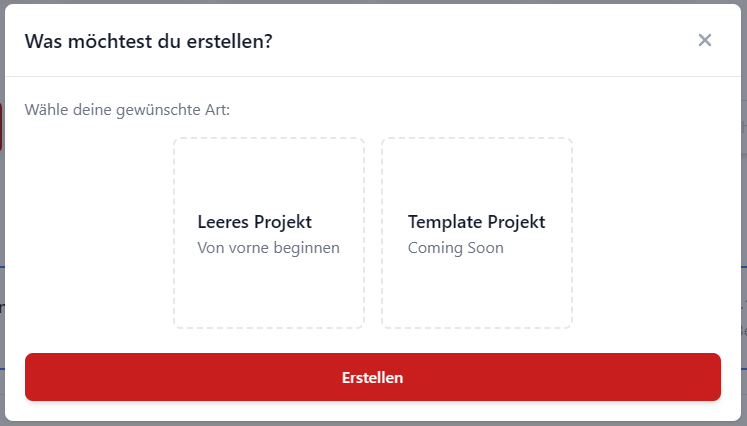 Was möchtest du erstellen?
Wähle deine gewünschte Art:
Leeres Projekt
Von vorne beginnen
Template Projekt
Coming Soon
Erstellen